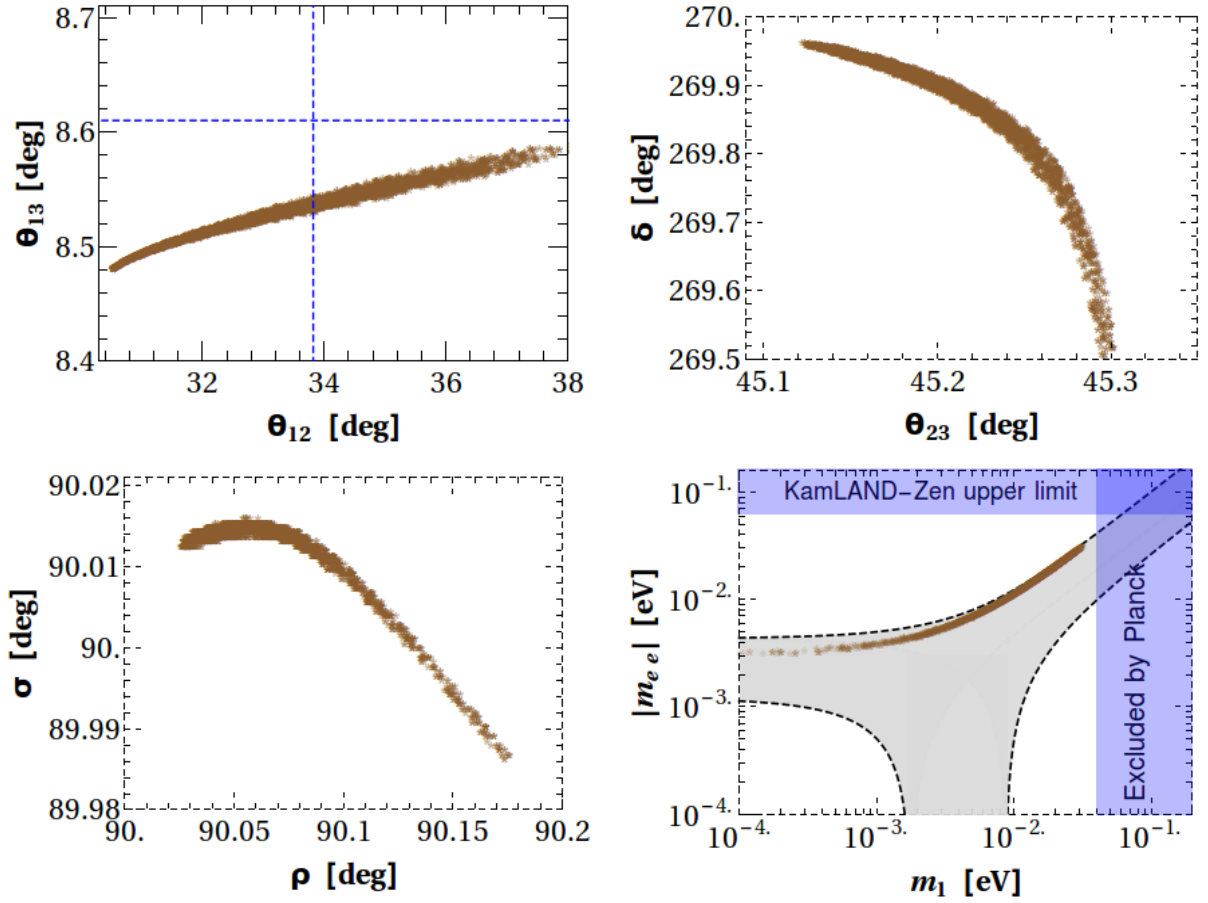 8.7
8.6
8.5
8.4
θ13 [deg]
32 34 36 38
θ12 [deg]
270.
269.9
269.8
269.7
269.6
269.5
δ [deg]
45.1 45.2 45.3
θ23 [deg]
90.02
90.01
90.
89.99
89.98
σ [deg]
90. 90.05 90.1 90.15 90.2
ρ [deg]
10^-1.
10^-2.
10^-3.
10^-4.
|m_e e| [eV]
KamLAND-Zen upper limit
Excluded by Planck
10^-4. 10^-3. 10^-2. 10^-1.
m1 [eV]